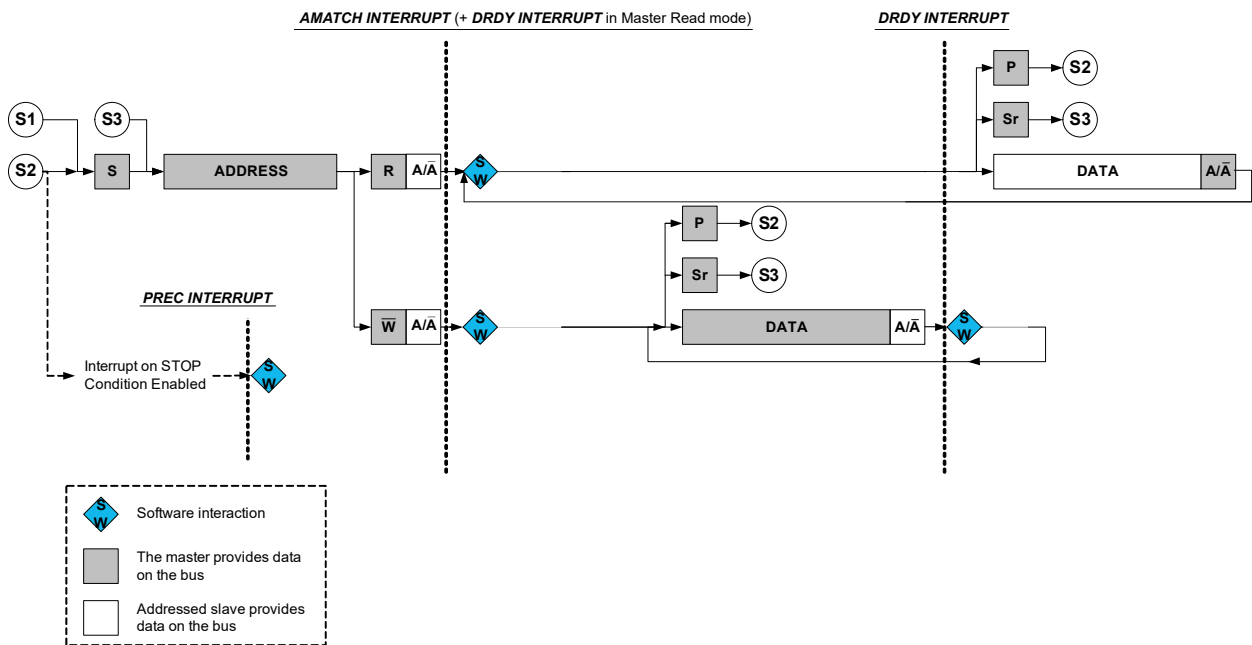 AMATCH INTERRUPT (+ DRDY INTERRUPT in Master Read mode)
DRDY INTERRUPT
P
S2
S1
S3
Sr
S3
S2
S
ADDRESS
R
A/A̅
S
W
DATA
A/A̅
P
S2
Sr
S3
PREC INTERRUPT
W̅
A/A̅
S
W
DATA
A/A̅
S
W
Interrupt on STOP
Condition Enabled
S
W
S
W
Software interaction
The master provides data
on the bus
Addressed slave provides
data on the bus